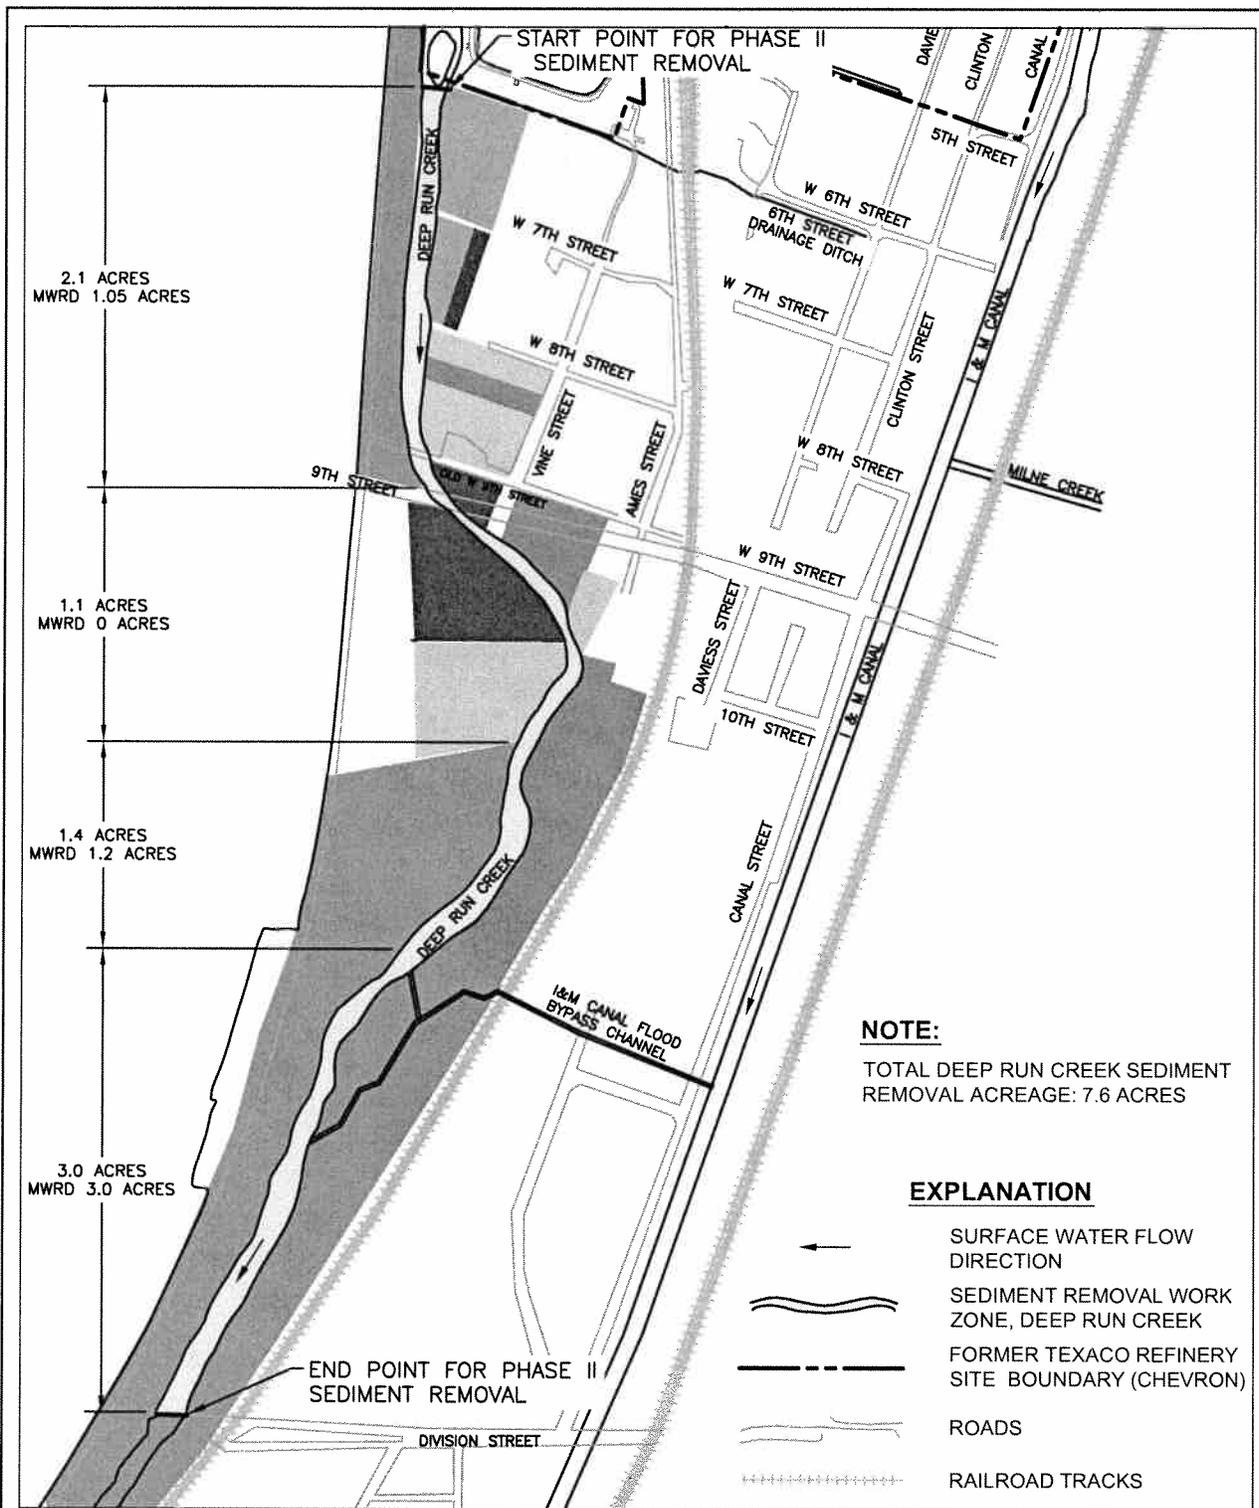 START POINT FOR PHASE II
SEDIMENT REMOVAL
CLINTON
CANAL
5TH STREET
DEEP RUN CREEK
W 6TH STREET
6TH STREET
DRAINAGE DITCH
W 7TH STREET
W 7TH STREET
2.1 ACRES
MWRD 1.05 ACRES
I & M CANAL
W 8TH STREET
CLINTON STREET
VINE STREET
AMES STREET
W 8TH STREET
MILNE CREEK
9TH STREET
OLD W 9TH STREET
W 9TH STREET
1.1 ACRES
MWRD 0 ACRES
DAVIESS STREET
I & M CANAL
10TH STREET
1.4 ACRES
MWRD 1.2 ACRES
CANAL STREET
DEEP RUN CREEK
I&M CANAL FLOOD
BYPASS CHANNEL
NOTE:
TOTAL DEEP RUN CREEK SEDIMENT
REMOVAL ACREAGE: 7.6 ACRES
3.0 ACRES
MWRD 3.0 ACRES
EXPLANATION
SURFACE WATER FLOW
DIRECTION
SEDIMENT REMOVAL WORK
ZONE, DEEP RUN CREEK
FORMER TEXACO REFINERY
SITE BOUNDARY (CHEVRON)
ROADS
RAILROAD TRACKS
END POINT FOR PHASE II
SEDIMENT REMOVAL
DIVISION STREET